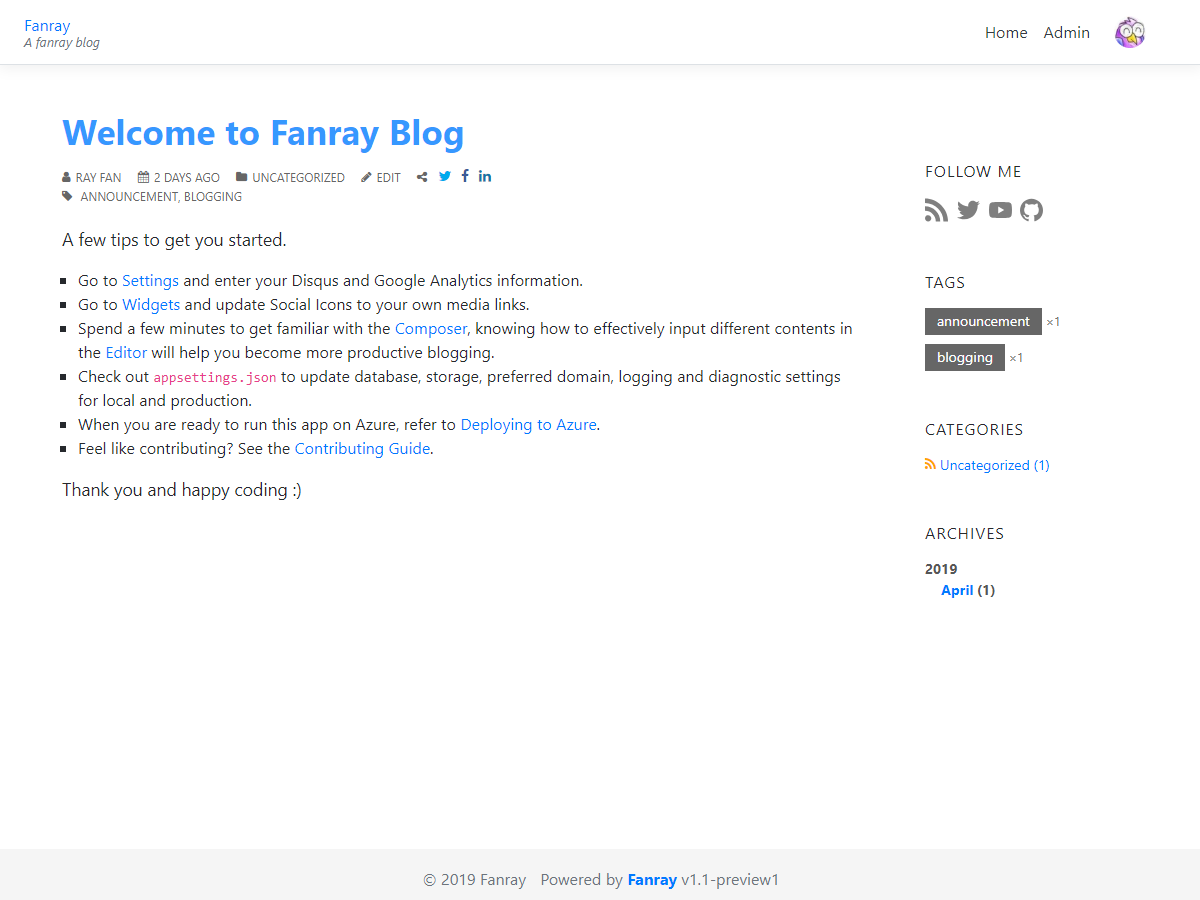 Fanray
A fanray blog
Home Admin
Welcome to Fanray Blog
RAY FAN 2 DAYS AGO UNCATEGORIZED EDIT
ANNOUNCEMENT, BLOGGING
A few tips to get you started.
Go to Settings and enter your Disqus and Google Analytics information.
Go to Widgets and update Social Icons to your own media links.
Spend a few minutes to get familiar with the Composer, knowing how to effectively input different contents in
the Editor will help you become more productive blogging.
Check out appsettings.json to update database, storage, preferred domain, logging and diagnostic settings
for local and production.
When you are ready to run this app on Azure, refer to Deploying to Azure.
Feel like contributing? See the Contributing Guide.
Thank you and happy coding :)
FOLLOW ME
TAGS
announcement ×1
blogging ×1
CATEGORIES
Uncategorized (1)
ARCHIVES
2019
April (1)
© 2019 Fanray Powered by Fanray v1.1-preview1